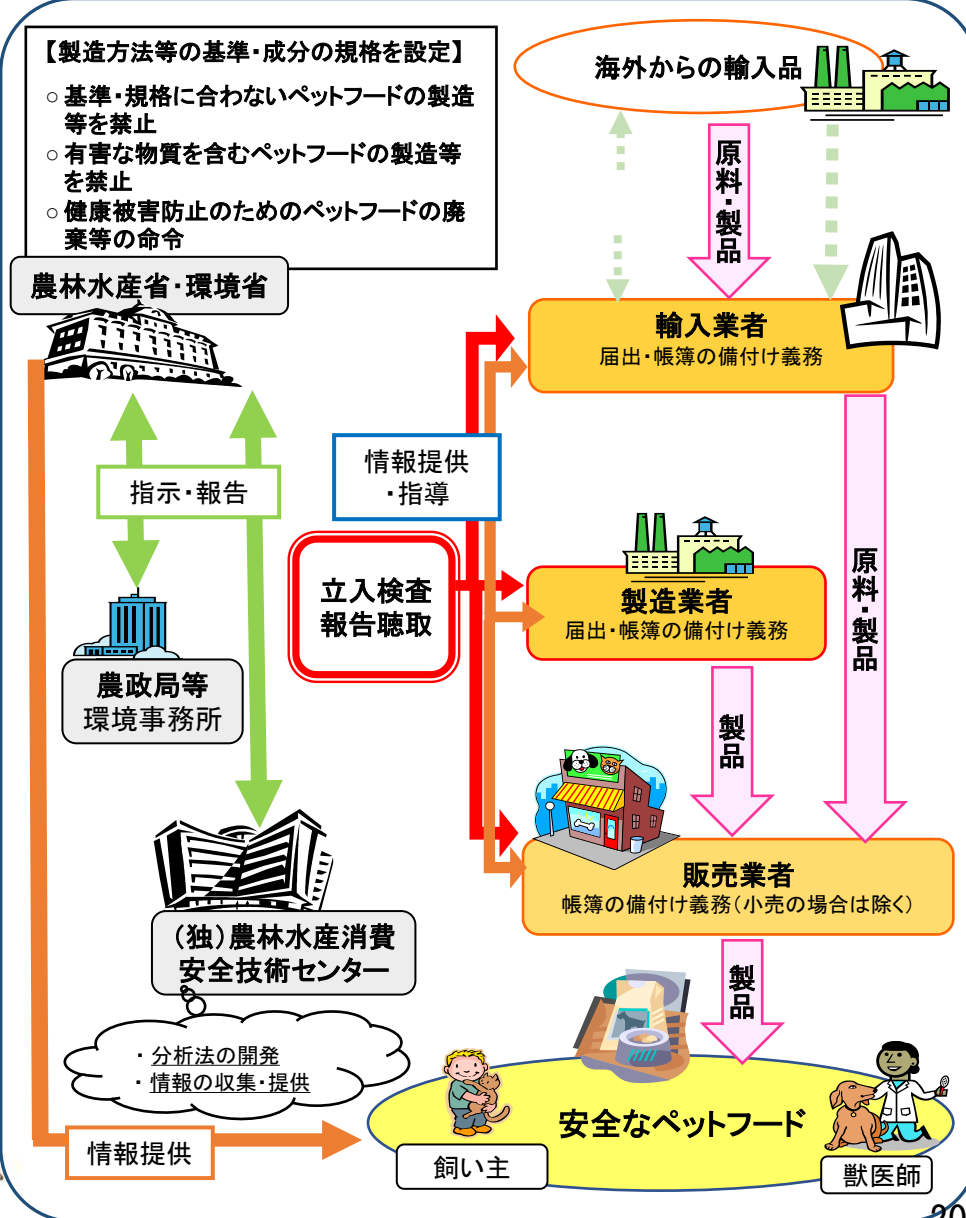 【製造方法等の基準・成分の規格を設定】
○ 基準・規格に合わないペットフードの製造
等を禁止
○ 有害な物質を含むペットフードの製造等
を禁止
○ 健康被害防止のためのペットフードの廃
棄等の命令
農林水産省・環境省
海外からの輸入品
原料・製品
輸入業者
届出・帳簿の備付け義務
情報提供
・指導
指示・報告
立入検査
報告聴取
製造業者
届出・帳簿の備付け義務
原料・製品
農政局等
環境事務所
製品
販売業者
帳簿の備付け義務(小売の場合は除く)
(独)農林水産消費
安全技術センター
製品
・分析法の開発
・情報の収集・提供
安全なペットフード
情報提供
飼い主
獣医師
20